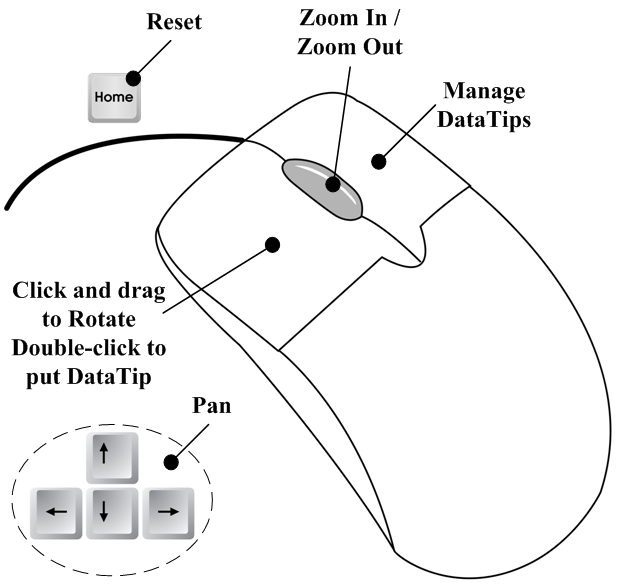 Reset
Home
Zoom In /
Zoom Out
Manage
DataTips
Click and drag
to Rotate
Double-click to
put DataTip
Pan
↑
← ↓ →